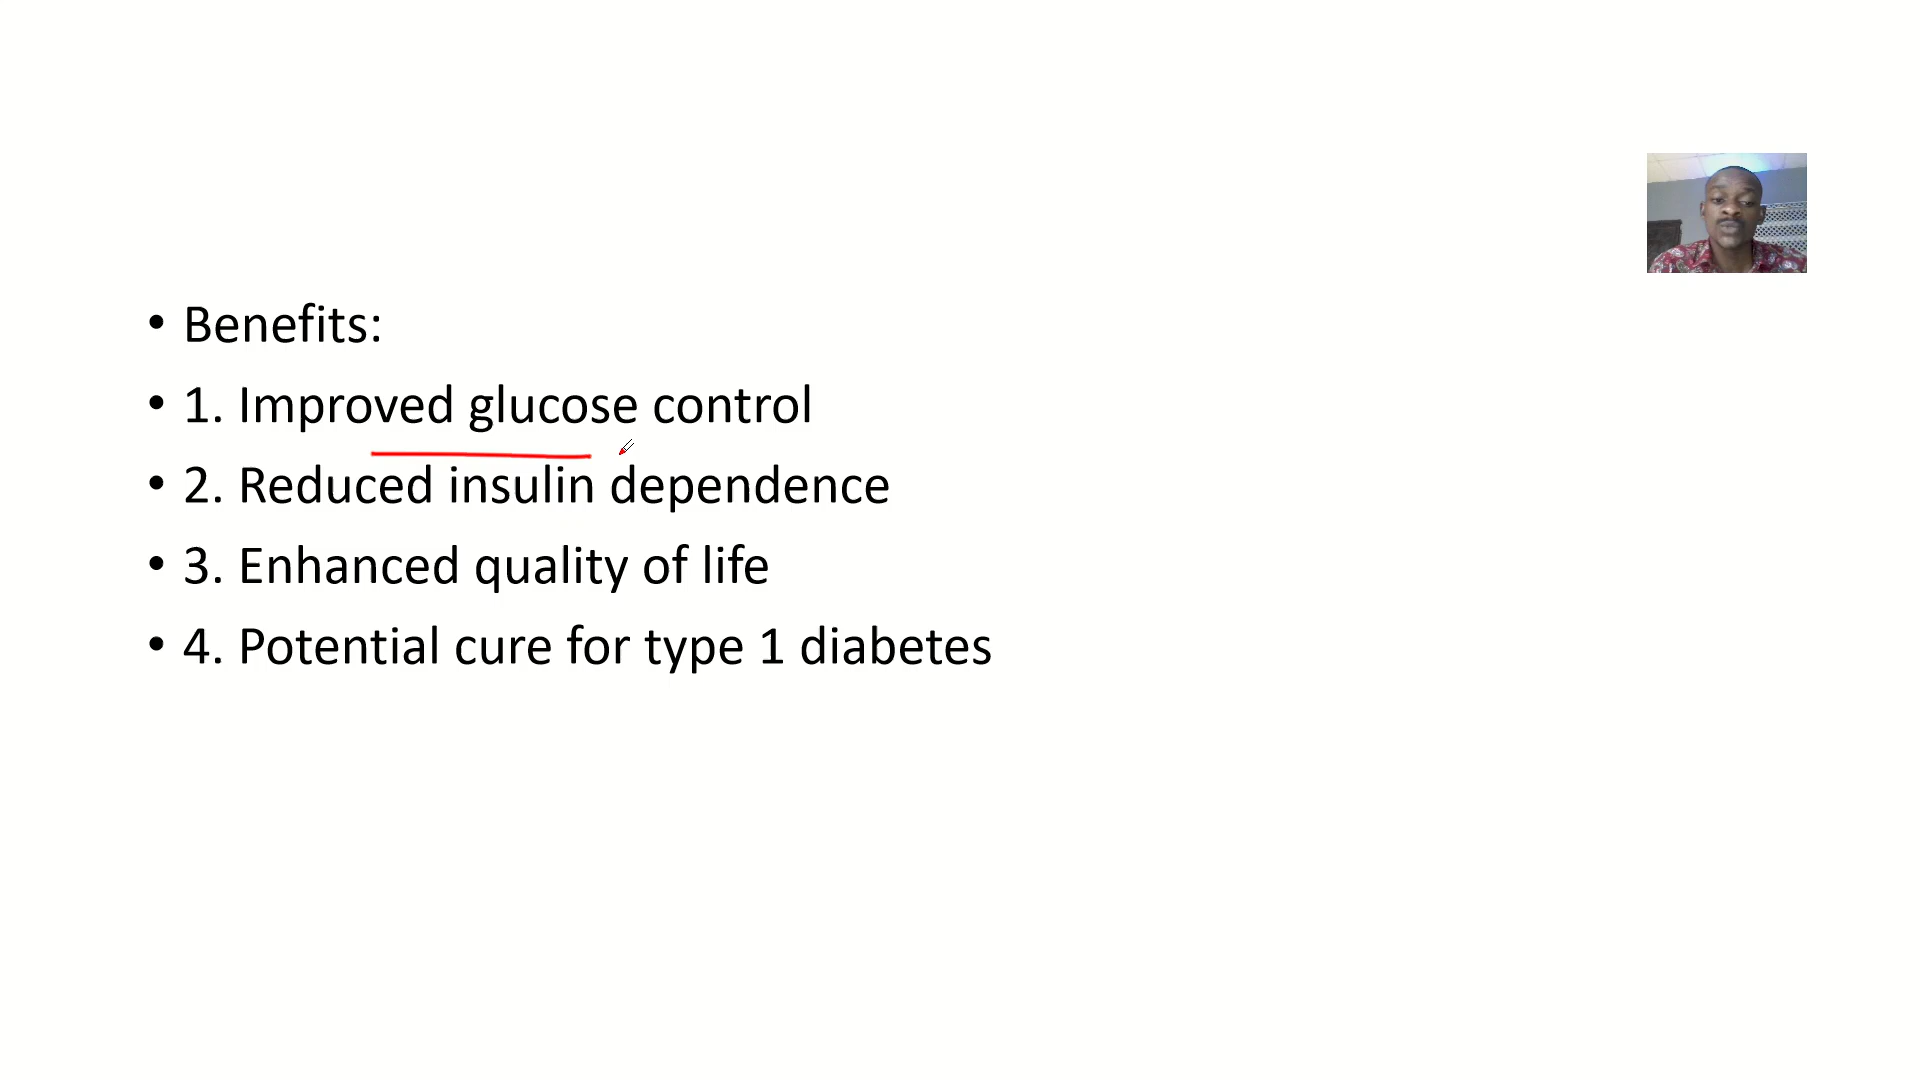 • Benefits:
• 1. Improved glucose control
• 2. Reduced insulin dependence
• 3. Enhanced quality of life
• 4. Potential cure for type 1 diabetes